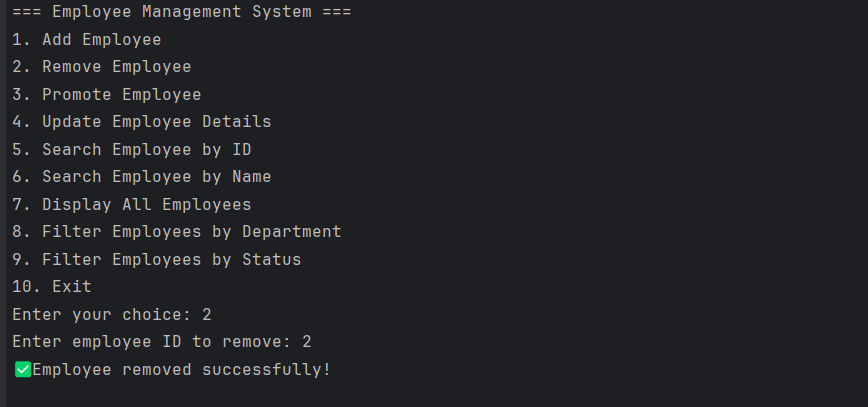 === Employee Management System ===
1. Add Employee
2. Remove Employee
3. Promote Employee
4. Update Employee Details
5. Search Employee by ID
6. Search Employee by Name
7. Display All Employees
8. Filter Employees by Department
9. Filter Employees by Status
10. Exit
Enter your choice: 2
Enter employee ID to remove: 2
✅Employee removed successfully!